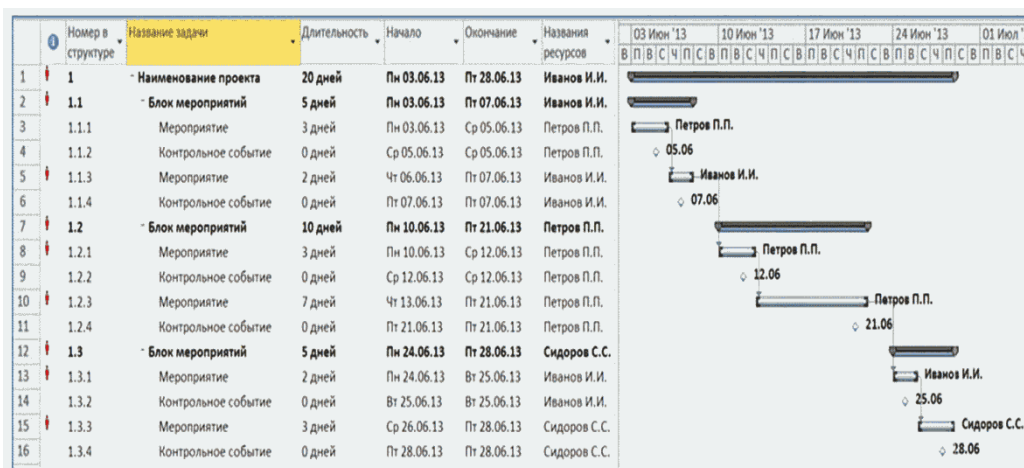 Номер в структуре Название задачи Длительность Начало Окончание Названия ресурсов 03 Июн '13 10 Июн '13 17 Июн '13 24 Июн '13 01 Июл '
В П В С Ч П С В П В С Ч П С В П В С Ч П С В П В С Ч П С В П В С Ч
1 1 - Наименование проекта 20 дней Пн 03.06.13 Пт 28.06.13 Иванов И.И.
2 1.1 - Блок мероприятий 5 дней Пн 03.06.13 Пт 07.06.13 Иванов И.И.
3 1.1.1 Мероприятие 3 дней Пн 03.06.13 Ср 05.06.13 Петров П.П. Петров П.П.
4 1.1.2 Контрольное событие 0 дней Ср 05.06.13 Ср 05.06.13 Петров П.П. 05.06
5 1.1.3 Мероприятие 2 дней Чт 06.06.13 Пт 07.06.13 Иванов И.И. Иванов И.И.
6 1.1.4 Контрольное событие 0 дней Пт 07.06.13 Пт 07.06.13 Иванов И.И. 07.06
7 1.2 - Блок мероприятий 10 дней Пн 10.06.13 Пт 21.06.13 Петров П.П.
8 1.2.1 Мероприятие 3 дней Пн 10.06.13 Ср 12.06.13 Петров П.П. Петров П.П.
9 1.2.2 Контрольное событие 0 дней Ср 12.06.13 Ср 12.06.13 Петров П.П. 12.06
10 1.2.3 Мероприятие 7 дней Чт 13.06.13 Пт 21.06.13 Петров П.П. Петров П.П.
11 1.2.4 Контрольное событие 0 дней Пт 21.06.13 Пт 21.06.13 Петров П.П. 21.06
12 1.3 - Блок мероприятий 5 дней Пн 24.06.13 Пт 28.06.13 Сидоров С.С.
13 1.3.1 Мероприятие 2 дней Пн 24.06.13 Вт 25.06.13 Иванов И.И. Иванов И.И.
14 1.3.2 Контрольное событие 0 дней Вт 25.06.13 Вт 25.06.13 Иванов И.И. 25.06
15 1.3.3 Мероприятие 3 дней Ср 26.06.13 Пт 28.06.13 Сидоров С.С. Сидоров С.С.
16 1.3.4 Контрольное событие 0 дней Пт 28.06.13 Пт 28.06.13 Сидоров С.С. 28.06